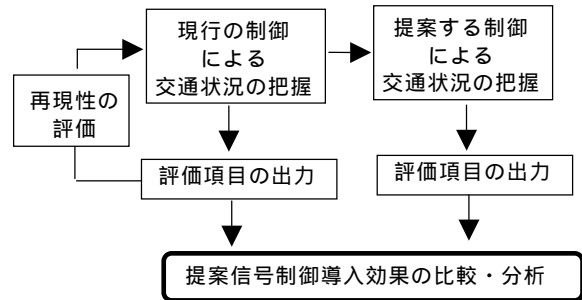 現行の制御
による
交通状況の把握
提案する制御
による
交通状況の把握
再現性の
評価
評価項目の出力
評価項目の出力
提案信号制御導入効果の比較・分析